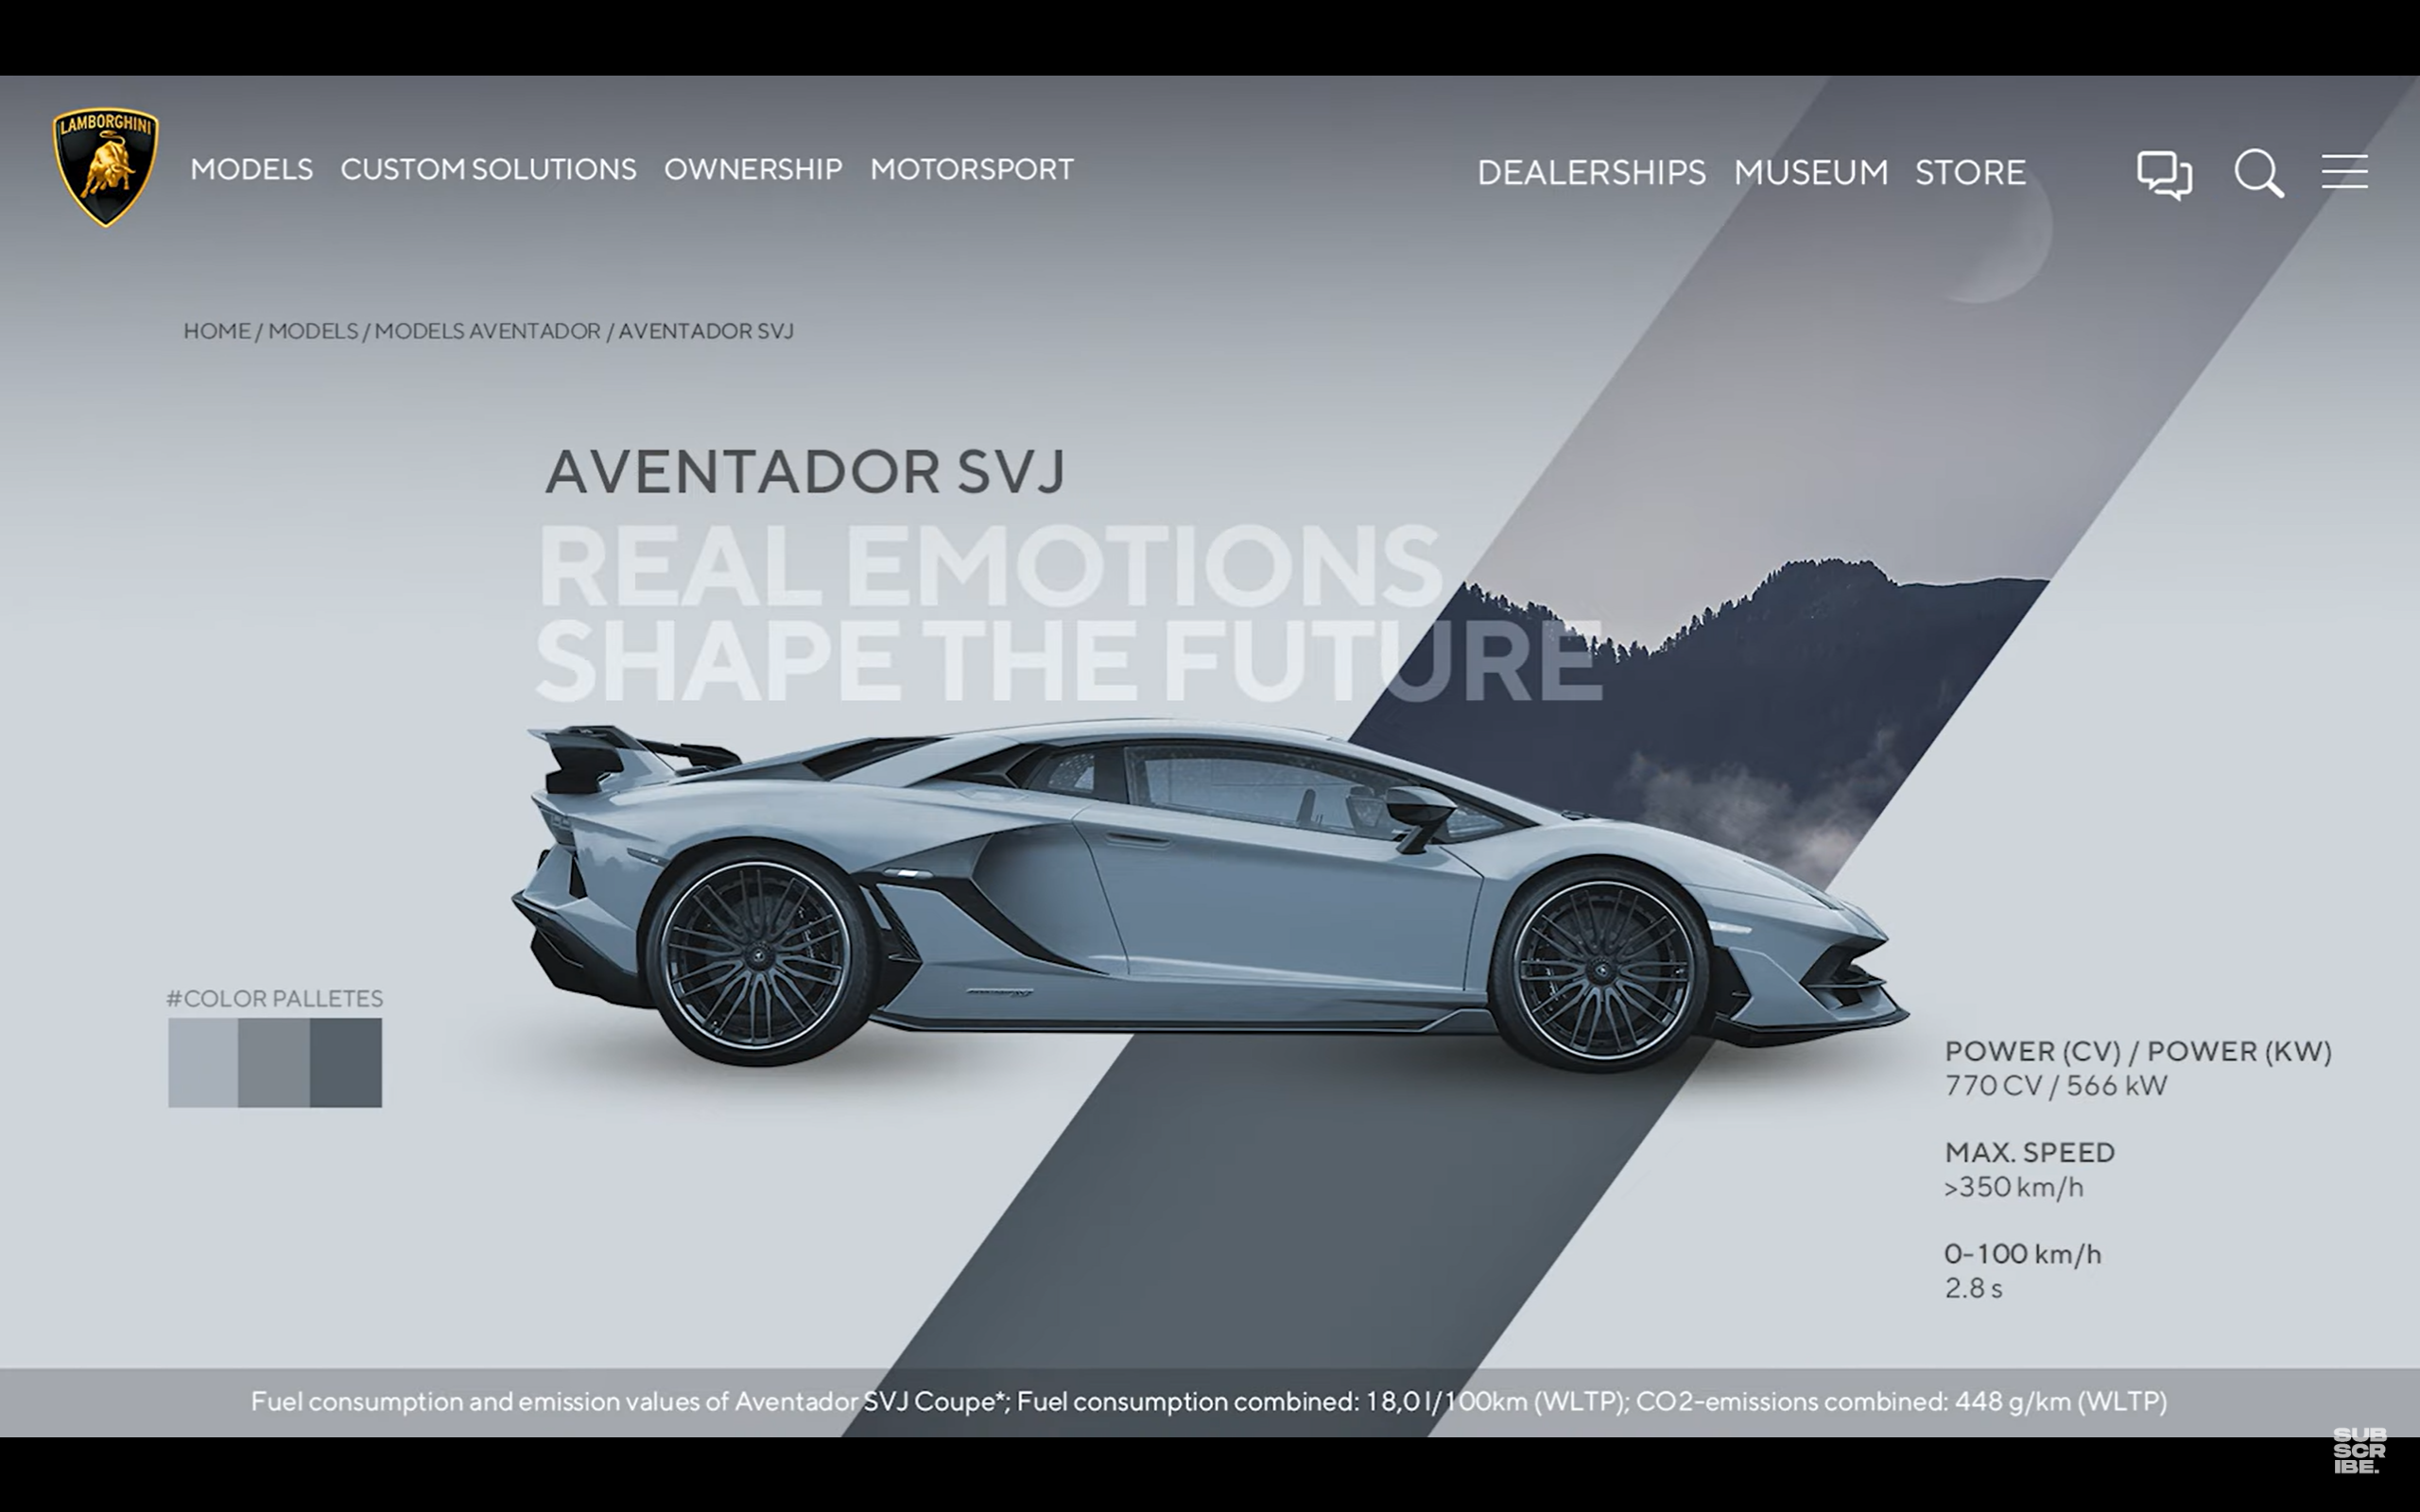 LAMBORGHINI
MODELS CUSTOM SOLUTIONS OWNERSHIP MOTORSPORT
DEALERSHIPS MUSEUM STORE
HOME / MODELS / MODELS AVENTADOR / AVENTADOR SVJ
AVENTADOR SVJ
REAL EMOTIONS
SHAPE THE FUTURE
#COLOR PALLETES
POWER (CV) / POWER (KW)
770 CV / 566 kW
MAX. SPEED
>350 km/h
0-100 km/h
2.8 s
Fuel consumption and emission values of Aventador SVJ Coupe*; Fuel consumption combined: 18,0 l/100km (WLTP); CO2-emissions combined: 448 g/km (WLTP)
SUB
SCR
IBE.